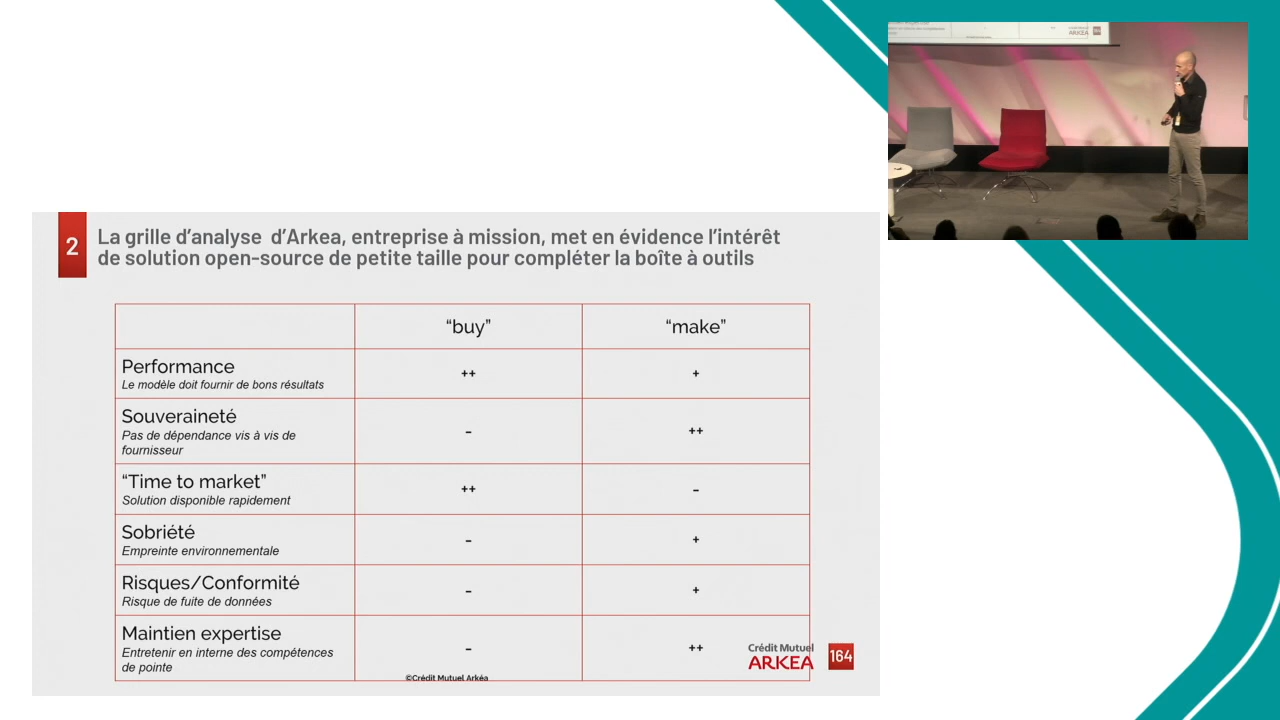 2
La grille d’analyse  d’Arkea, entreprise à mission, met en évidence l’intérêt
de solution open-source de petite taille pour compléter la boîte à outils
“buy”
“make”
Performance
Le modèle doit fournir de bons résultats
++
+
Souveraineté
Pas de dépendance vis à vis de
fournisseur
-
++
“Time to market”
Solution disponible rapidement
++
-
Sobriété
Empreinte environnementale
-
+
Risques/Conformité
Risque de fuite de données
-
+
Maintien expertise
Entretenir en interne des compétences
de pointe
-
++
Crédit Mutuel
ARKEA
164
©Crédit Mutuel Arkéa
ARKEA